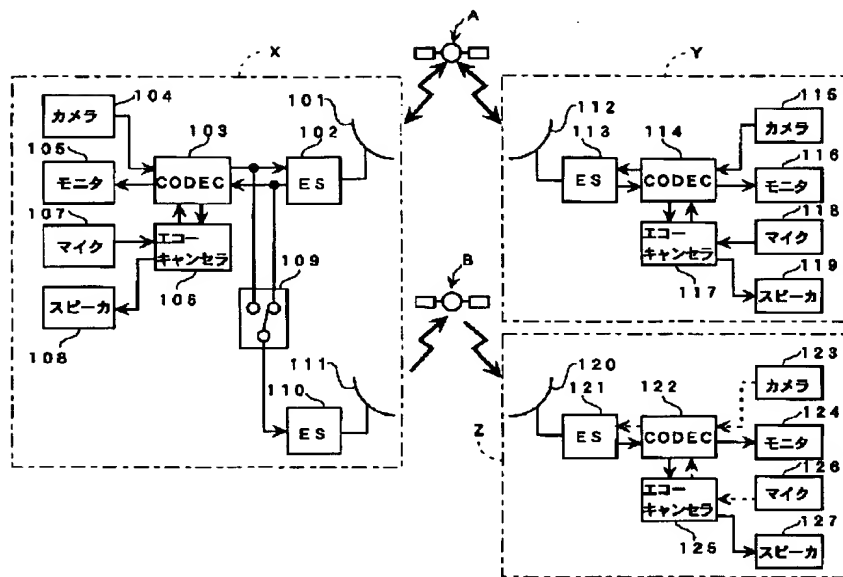 A
X
Y
104
カメラ
103
102
101
105
モニタ
CODEC
ES
107
マイク
エコー
キャンセラ
106
109
スピーカ
108
111
110
ES
B
112
113
114
115
カメラ
ES
CODEC
116
モニタ
118
マイク
エコー
キャンセラ
117
119
スピーカ
120
121
122
123
カメラ
124
ES
CODEC
モニタ
Z
126
マイク
エコー
キャンセラ
125
127
スピーカ